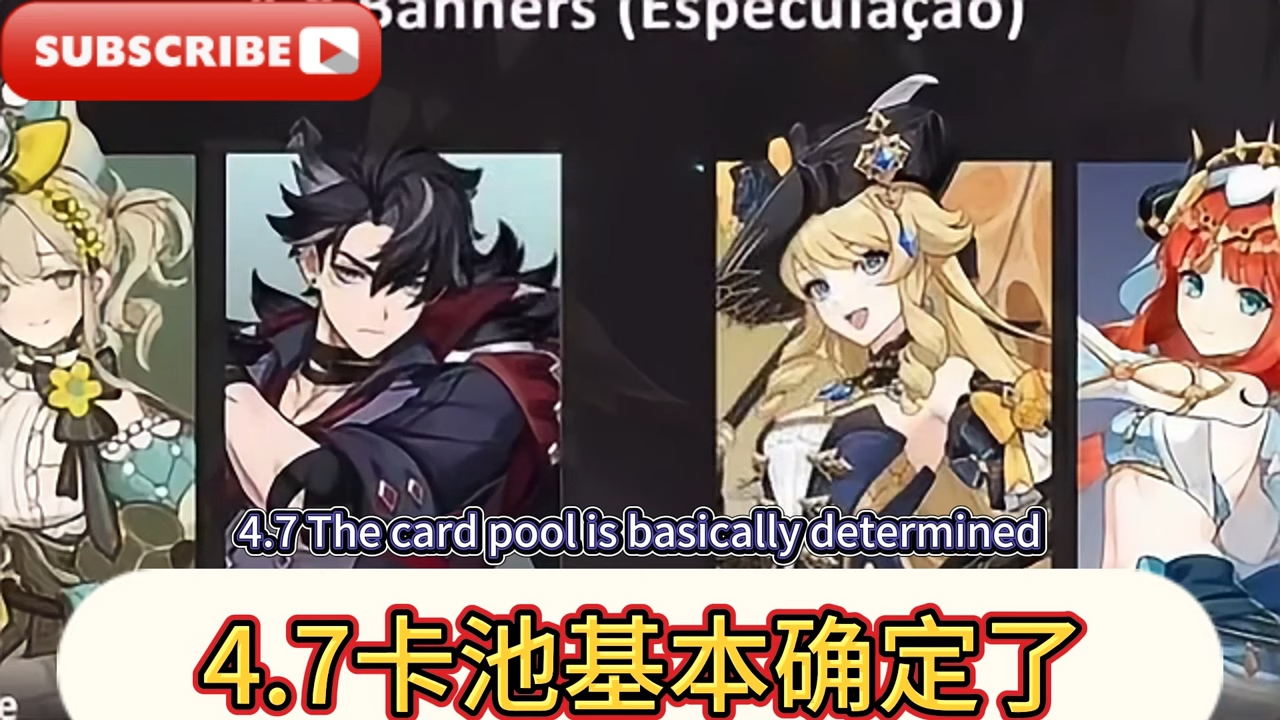 Banners (Especulação)
SUBSCRIBE
4.7 The card pool is basically determined
4.7卡池基本确定了